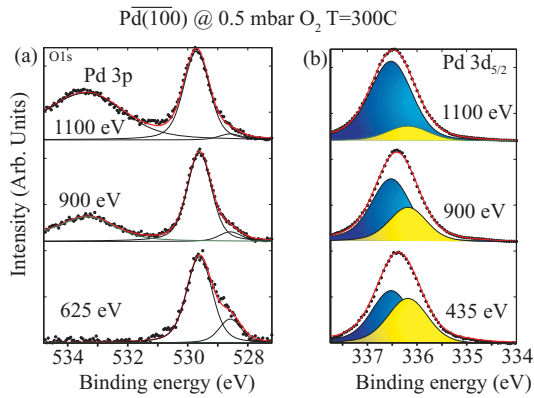 Pd(100) @ 0.5 mbar O₂ T=300C
(a) O1s
Pd 3p
1100 eV
900 eV
625 eV
Intensity (Arb. Units)
534 532 530 528
Binding energy (eV)
(b) Pd 3d₅/₂
1100 eV
900 eV
435 eV
337 336 335 334
Binding energy (eV)